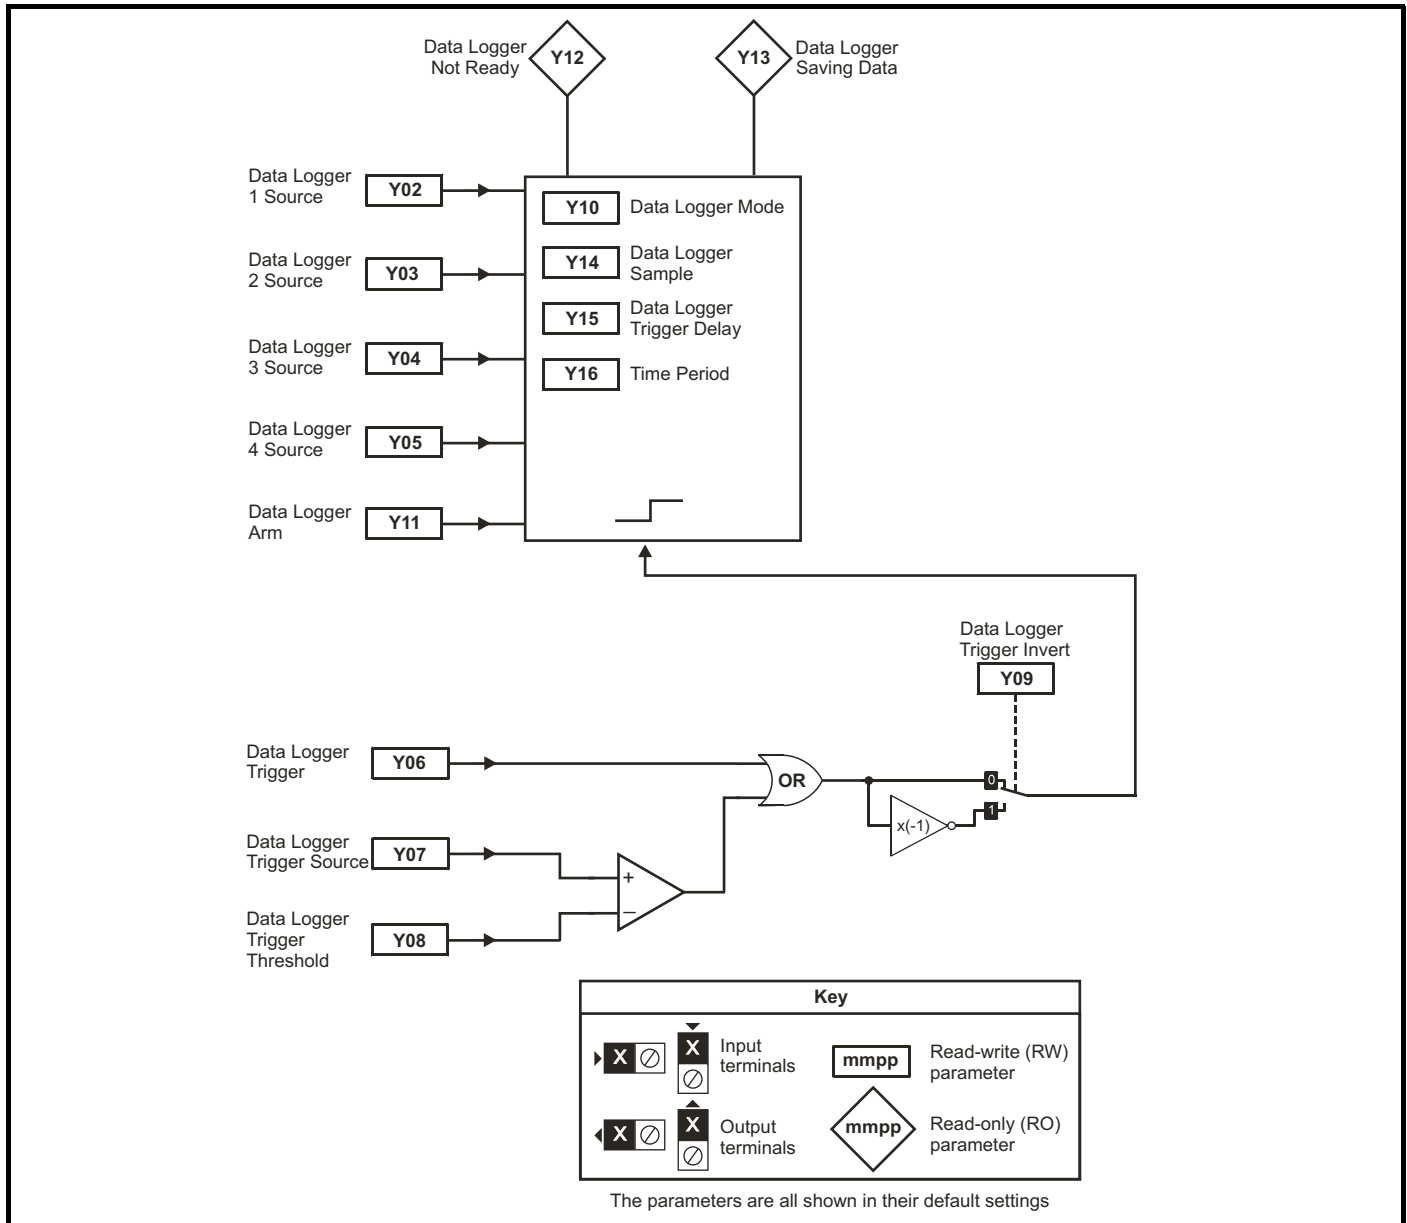 Data Logger
Not Ready
Y12
Y13
Data Logger
Saving Data
Data Logger
1 Source
Y02
Y10
Data Logger Mode
Data Logger
2 Source
Y03
Y14
Data Logger
Sample
Y15
Data Logger
Trigger Delay
Data Logger
3 Source
Y04
Y16
Time Period
Data Logger
4 Source
Y05
Data Logger
Arm
Y11
Data Logger
Trigger Invert
Y09
Data Logger
Trigger
Y06
OR
0
1
x(-1)
Data Logger
Trigger Source
Y07
+
–
Data Logger
Trigger
Threshold
Y08
Key
X
X
Input
terminals
mmpp
Read-write (RW)
parameter
X
X
Output
terminals
mmpp
Read-only (RO)
parameter
The parameters are all shown in their default settings